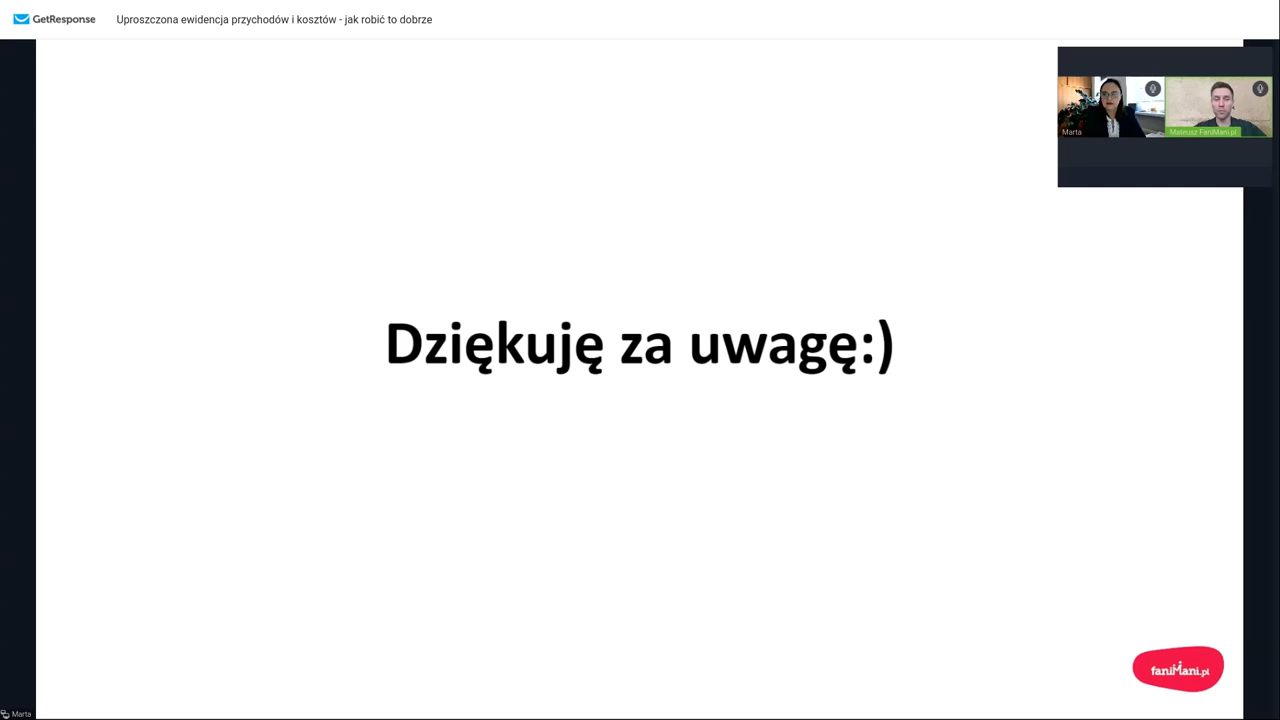 GetResponse
Uproszczona ewidencja przychodów i kosztów - jak robić to dobrze
Marta
Mateusz FaniMani.pl
Dziękuję za uwagę:)
faniMani.pl
Marta